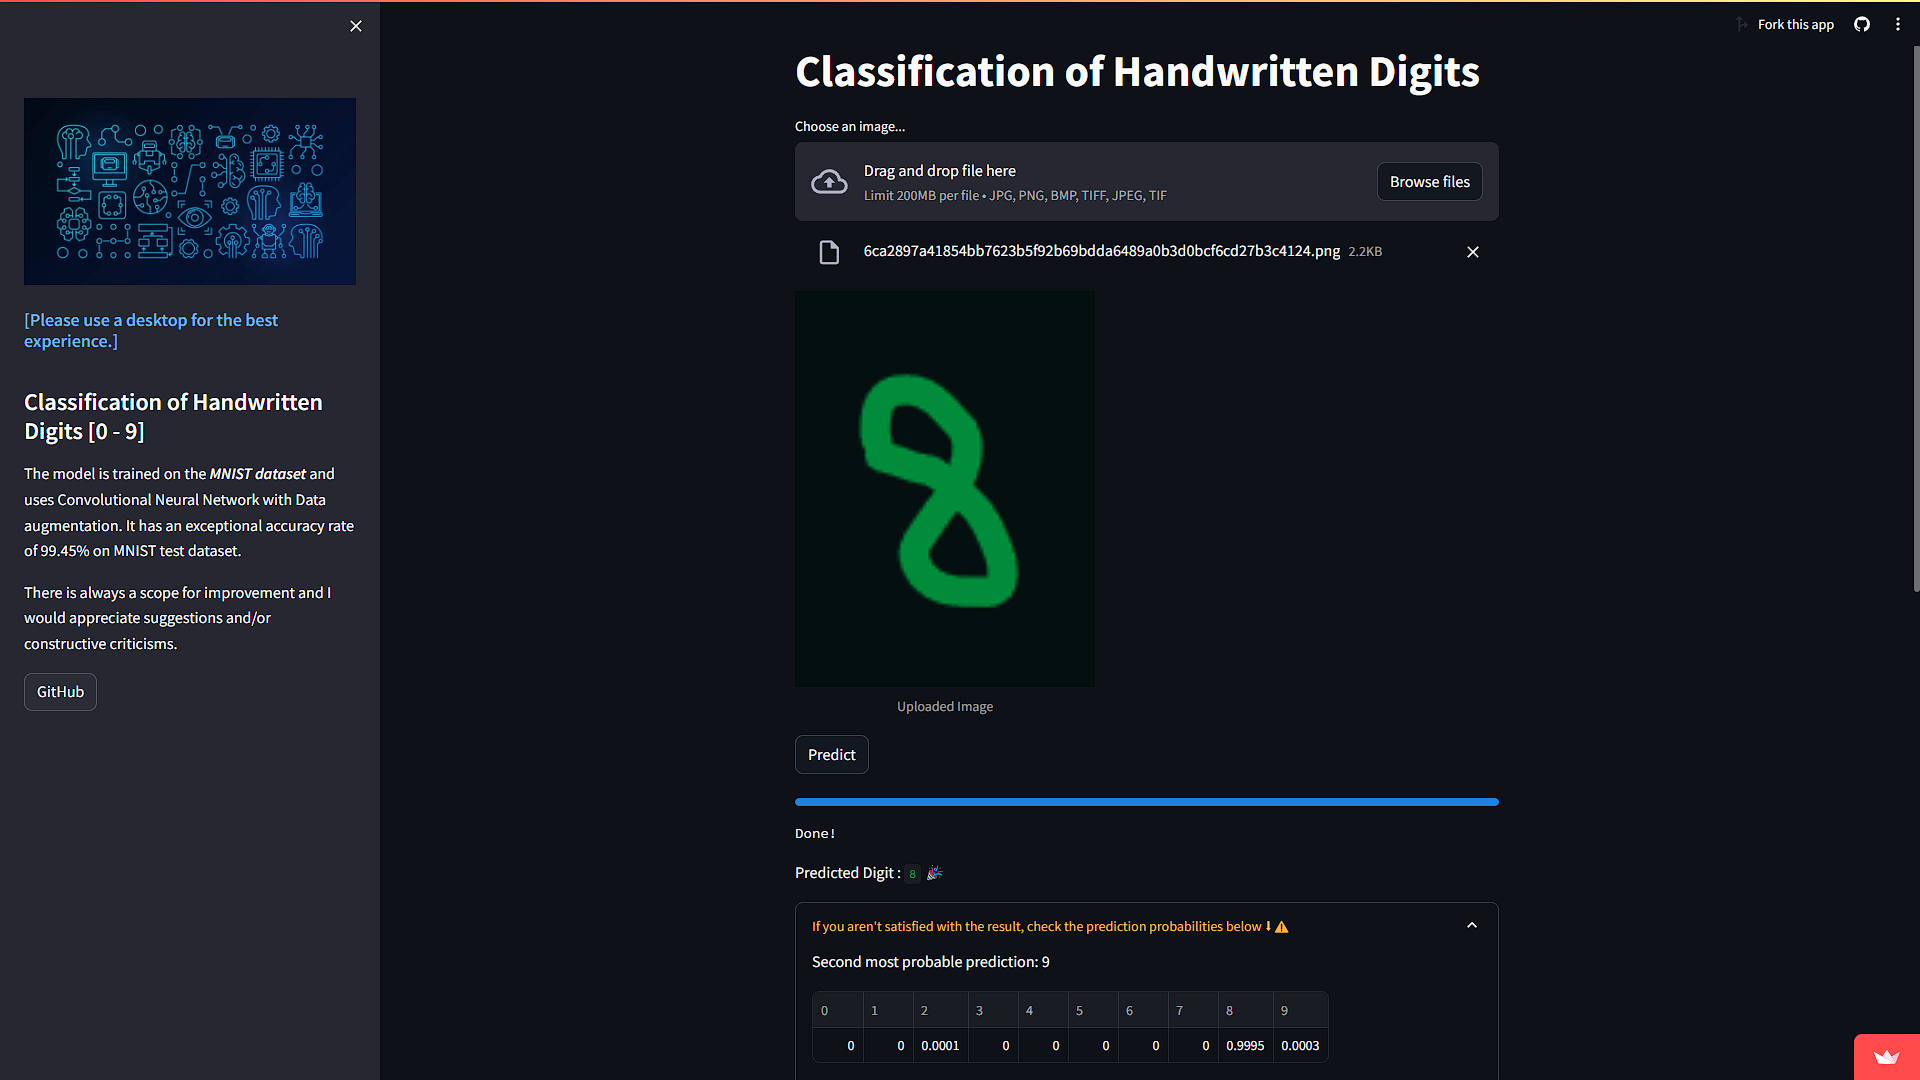 Fork this app
[Please use a desktop for the best
experience.]
Classification of Handwritten
Digits [0 - 9]
The model is trained on the MNIST dataset and
uses Convolutional Neural Network with Data
augmentation. It has an exceptional accuracy rate
of 99.45% on MNIST test dataset.
There is always a scope for improvement and I
would appreciate suggestions and/or
constructive criticisms.
GitHub
Classification of Handwritten Digits
Choose an image...
Drag and drop file here
Limit 200MB per file • JPG, PNG, BMP, TIFF, JPEG, TIF
Browse files
6ca2897a41854bb7623b5f92b69bdda6489a0b3d0bcf6cd27b3c4124.png 2.2KB
8
Uploaded Image
Predict
Done!
Predicted Digit : 8 🎉
If you aren't satisfied with the result, check the prediction probabilities below ⬇⚠
Second most probable prediction: 9
0 1 2 3 4 5 6 7 8 9
0 0 0.0001 0 0 0 0 0 0.9995 0.0003